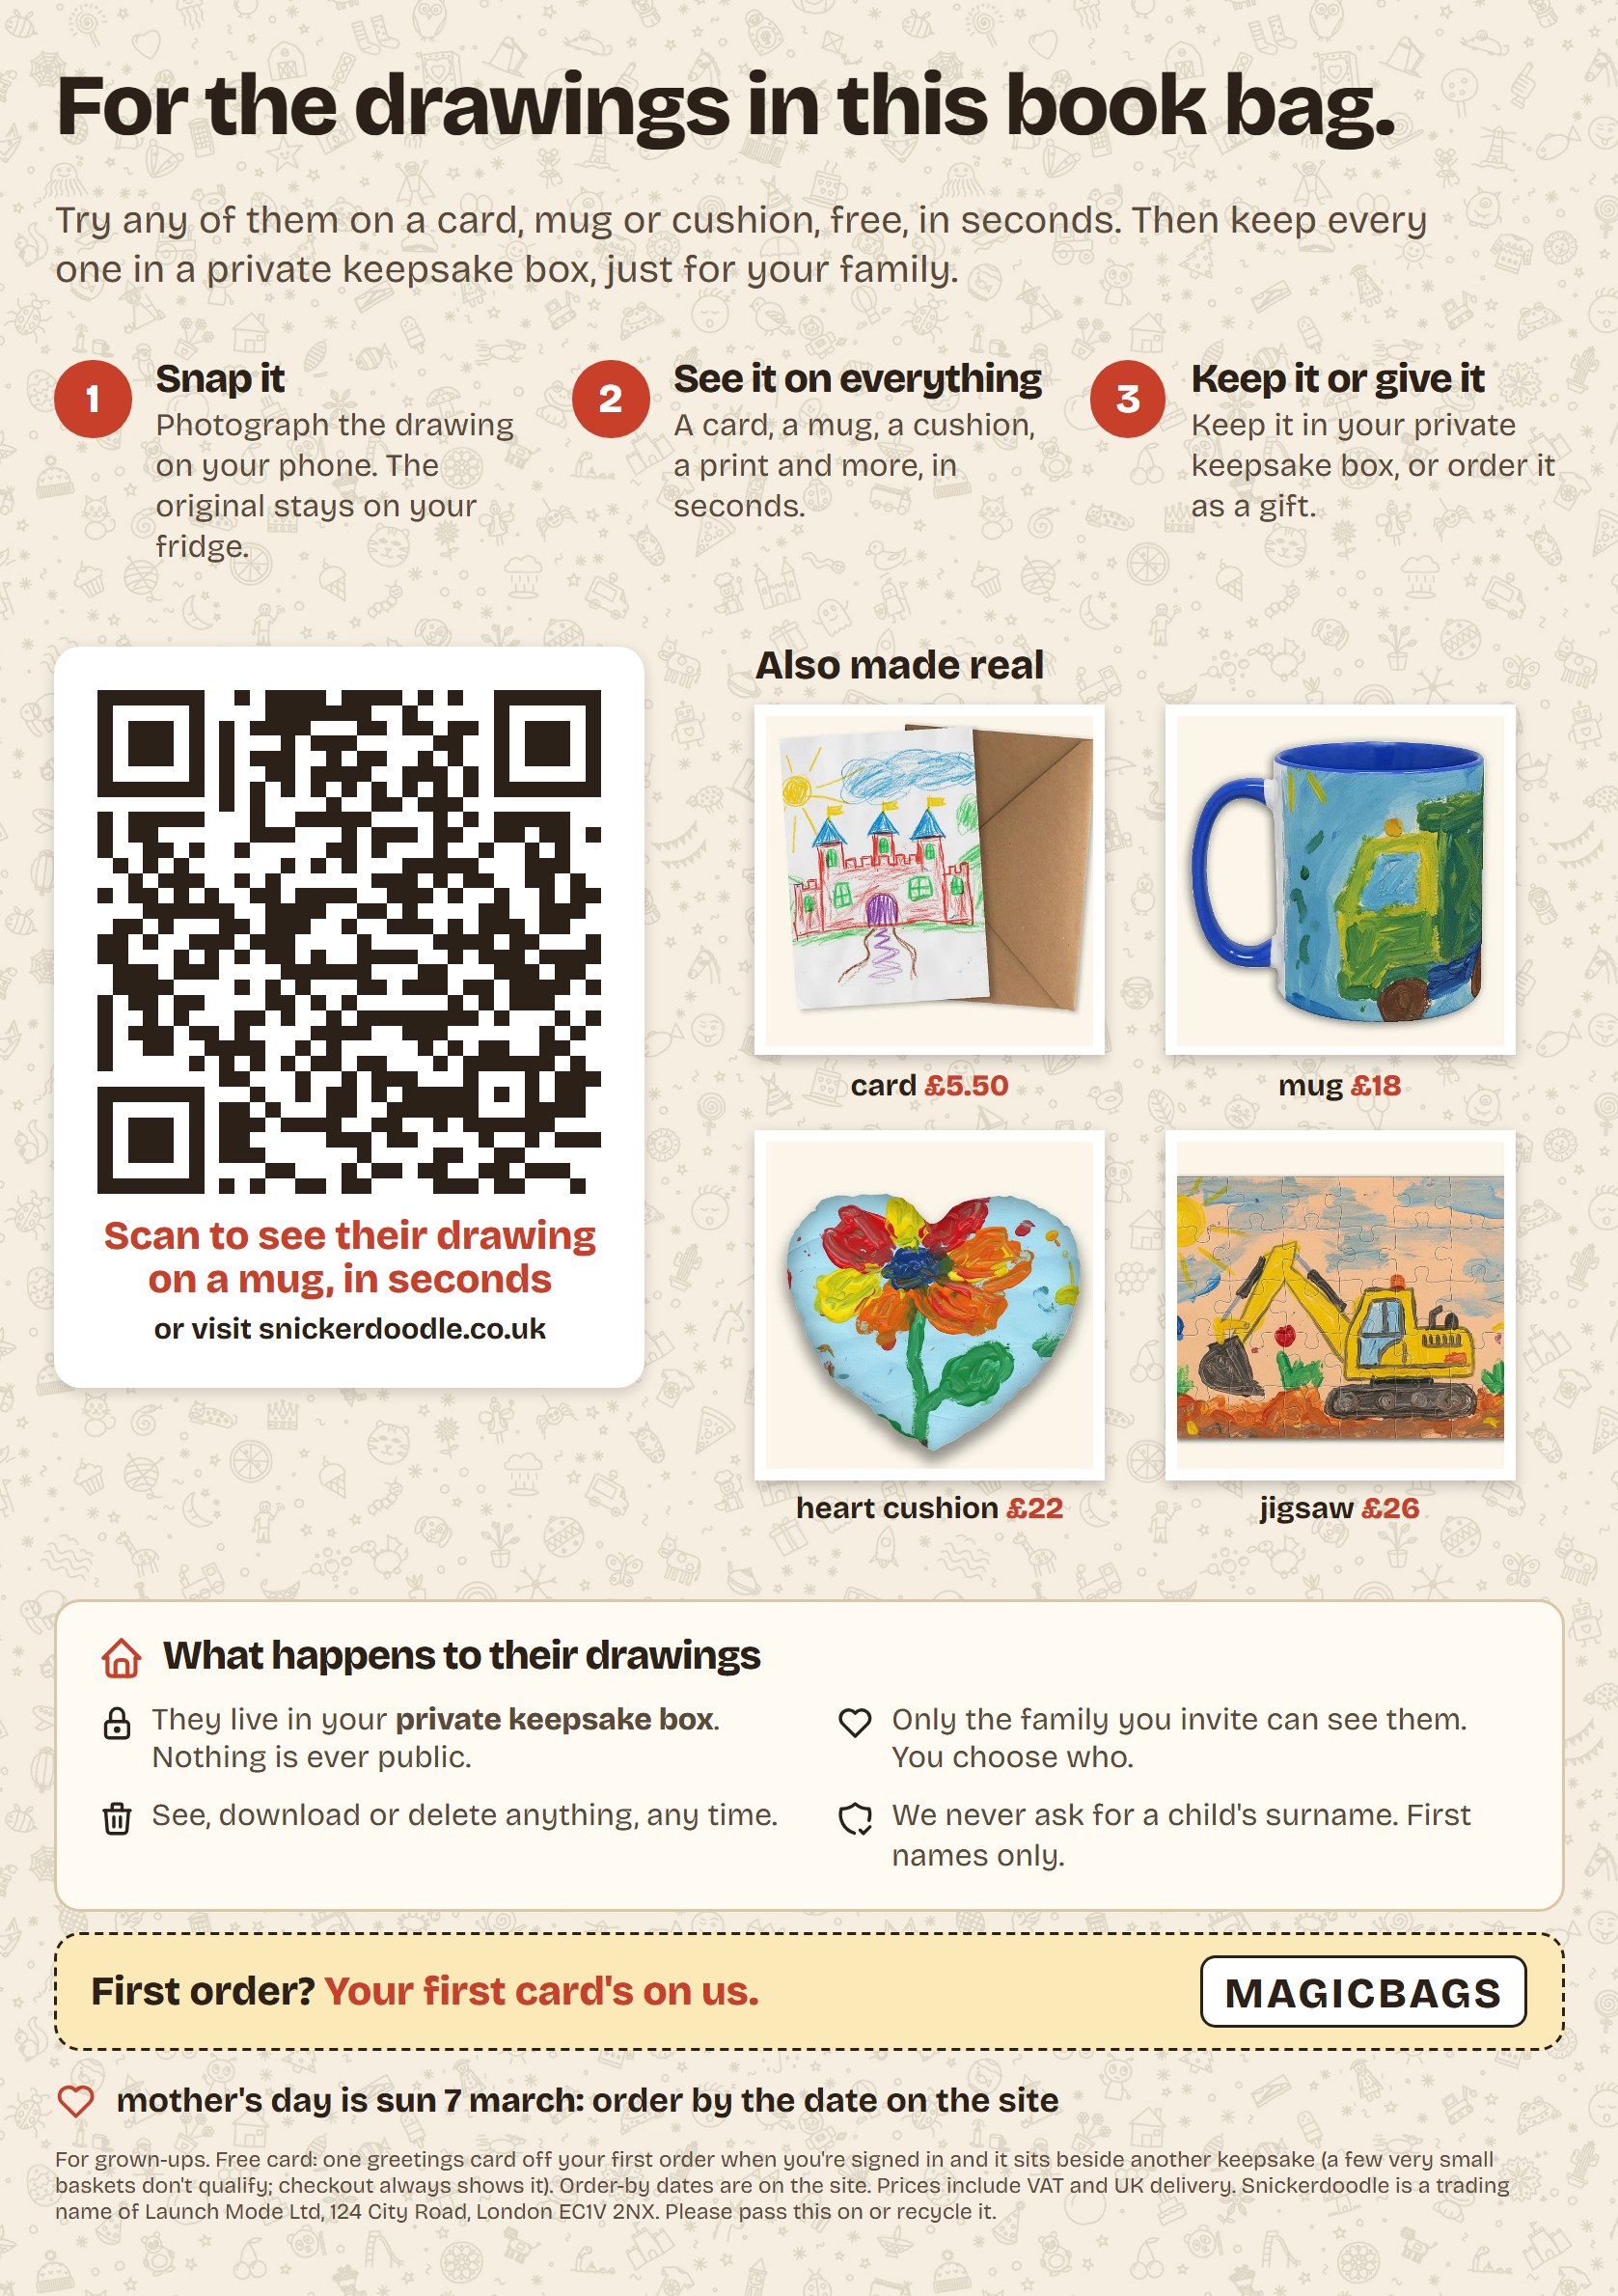 For the drawings in this book bag.
Try any of them on a card, mug or cushion, free, in seconds. Then keep every
one in a private keepsake box, just for your family.
1
Snap it
Photograph the drawing
on your phone. The
original stays on your
fridge.
2
See it on everything
A card, a mug, a cushion,
a print and more, in
seconds.
3
Keep it or give it
Keep it in your private
keepsake box, or order it
as a gift.
Scan to see their drawing
on a mug, in seconds
or visit snickerdoodle.co.uk
Also made real
card £5.50
mug £18
heart cushion £22
jigsaw £26
What happens to their drawings
They live in your private keepsake box.
Nothing is ever public.
Only the family you invite can see them.
You choose who.
See, download or delete anything, any time.
We never ask for a child's surname. First
names only.
First order? Your first card's on us.
MAGICBAGS
mother's day is sun 7 march: order by the date on the site
For grown-ups. Free card: one greetings card off your first order when you're signed in and it sits beside another keepsake (a few very small
baskets don't qualify; checkout always shows it). Order-by dates are on the site. Prices include VAT and UK delivery. Snickerdoodle is a trading
name of Launch Mode Ltd, 124 City Road, London EC1V 2NX. Please pass this on or recycle it.